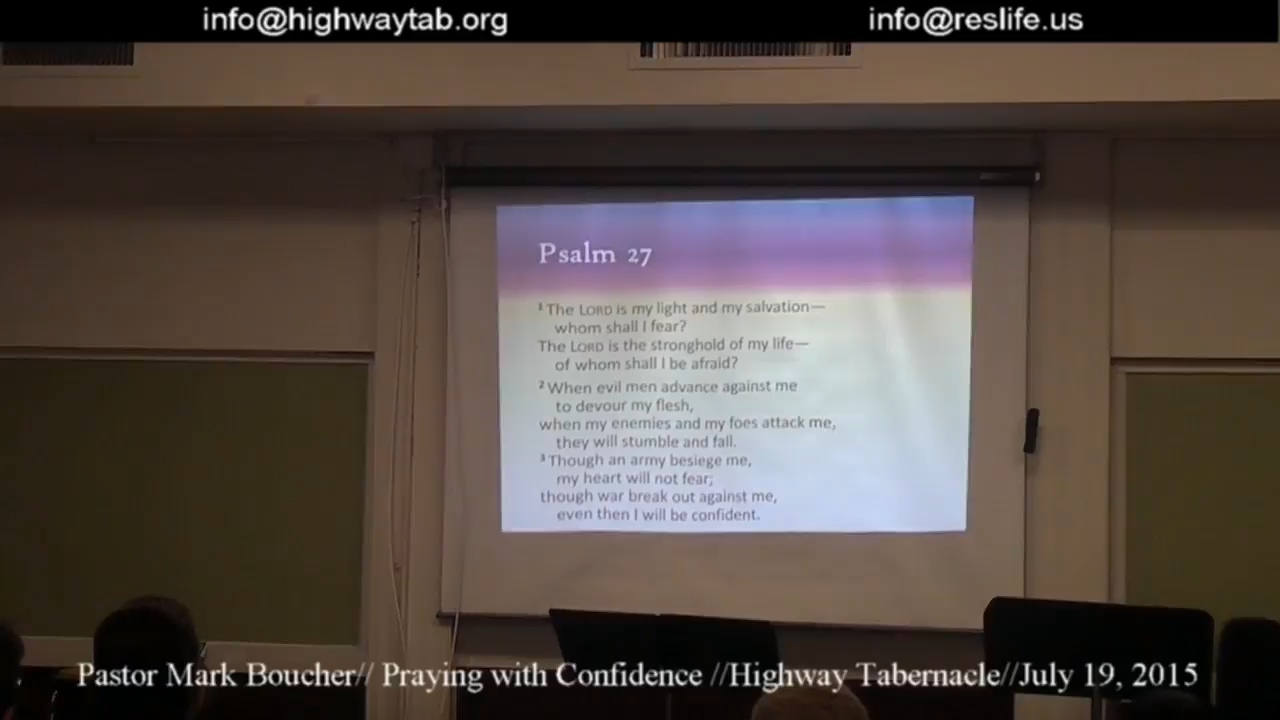 info@highwaytab.org info@reslife.us
Psalm 27
1 The LORD is my light and my salvation—
whom shall I fear?
The LORD is the stronghold of my life—
of whom shall I be afraid?
2 When evil men advance against me
to devour my flesh,
when my enemies and my foes attack me,
they will stumble and fall.
3 Though an army besiege me,
my heart will not fear;
though war break out against me,
even then I will be confident.
Pastor Mark Boucher// Praying with Confidence //Highway Tabernacle//July 19, 2015